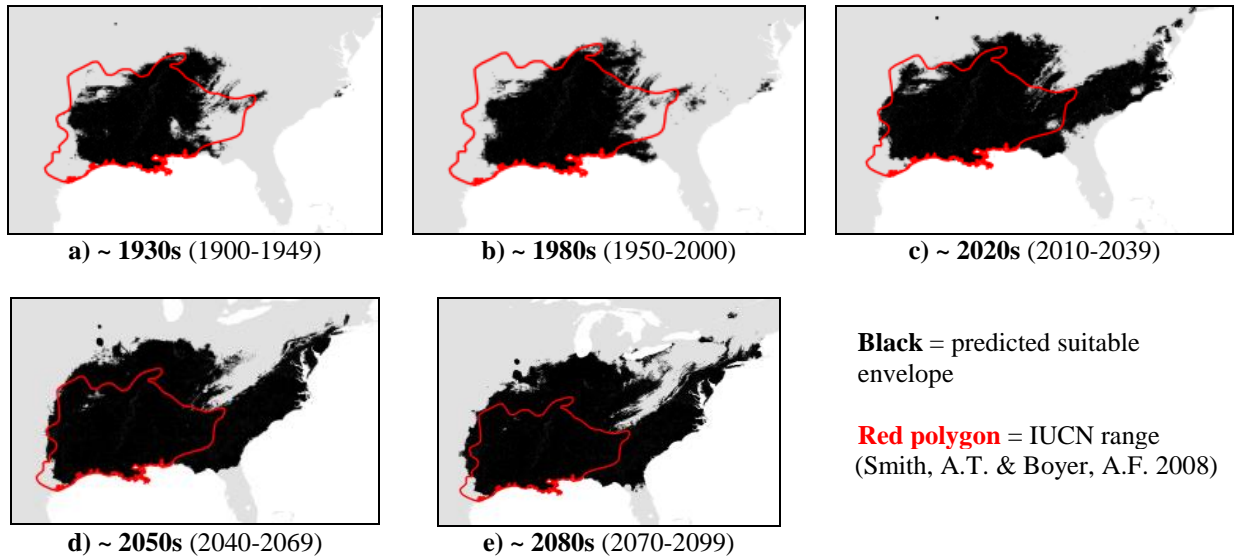 a) ~ 1930s (1900-1949)
b) ~ 1980s (1950-2000)
c) ~ 2020s (2010-2039)
d) ~ 2050s (2040-2069)
e) ~ 2080s (2070-2099)
Black = predicted suitable
envelope
Red polygon = IUCN range
(Smith, A.T. & Boyer, A.F. 2008)